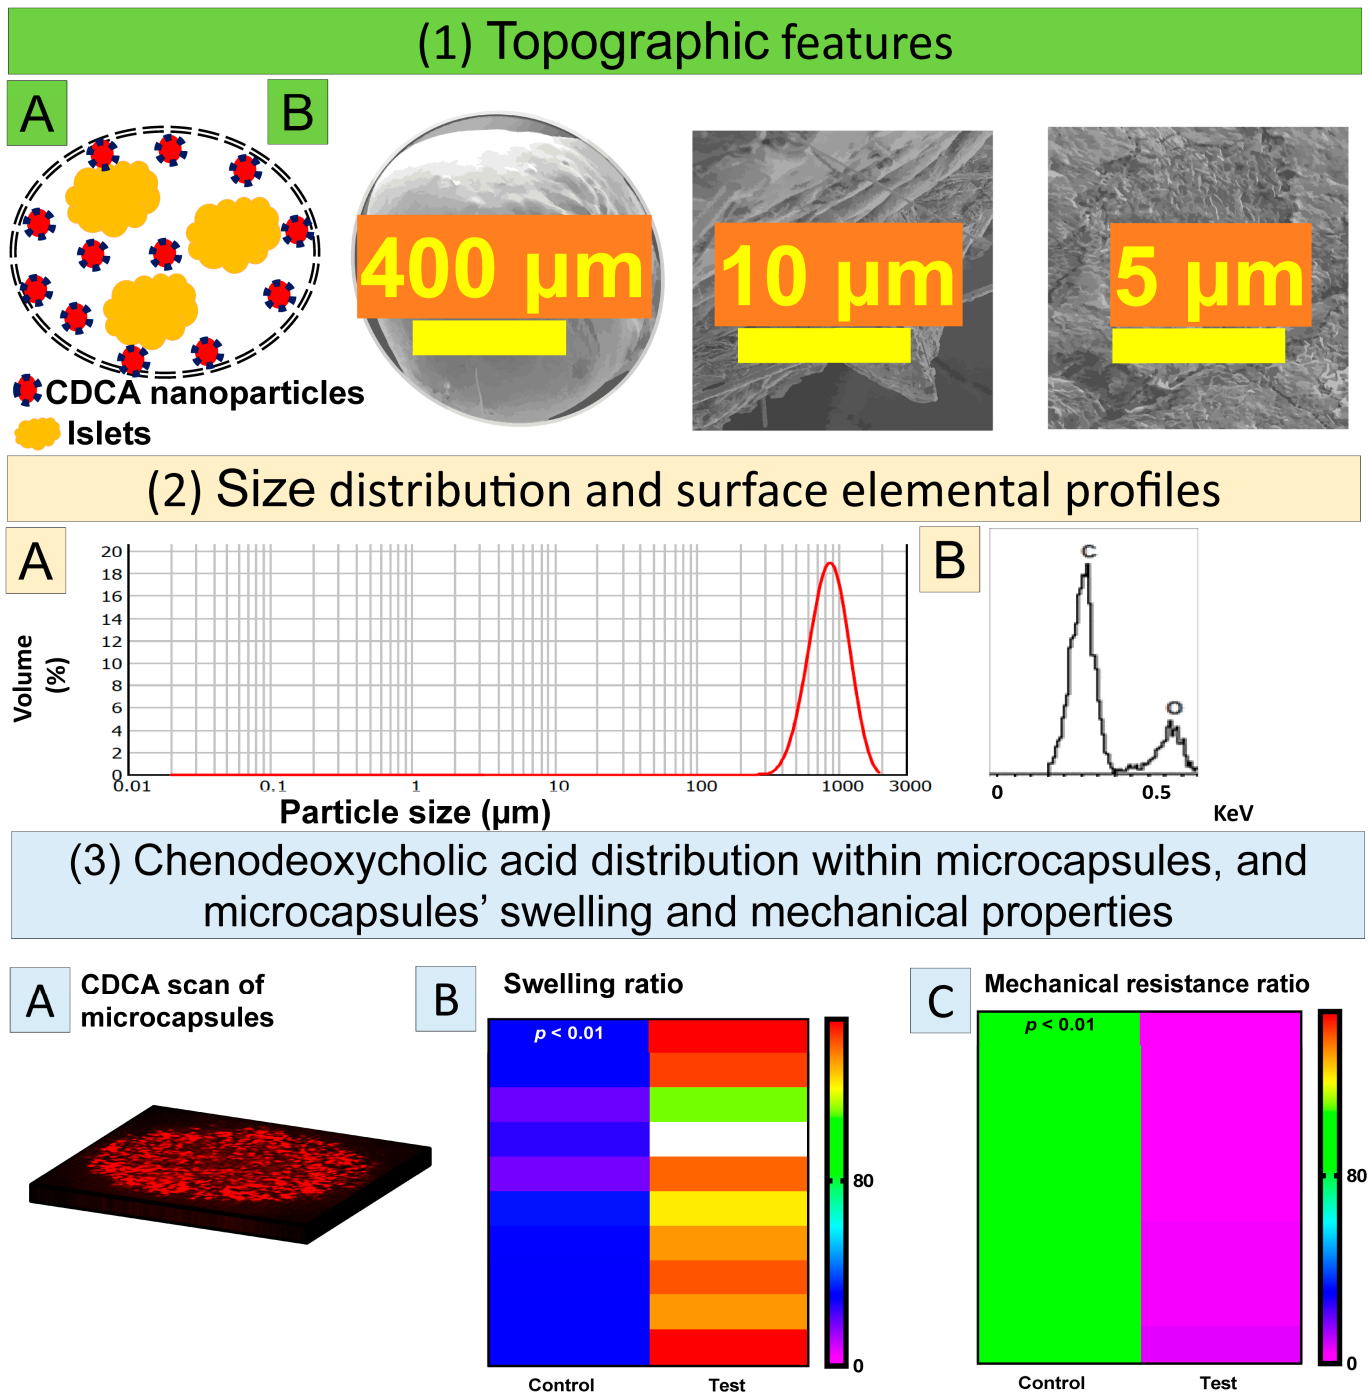 (1) Topographic features
A
B
400 µm
10 µm
5 µm
CDCA nanoparticles
Islets
(2) Size distribution and surface elemental profiles
A
20
18
16
14
12
10
8
6
4
2
0
Volume
(%)
0.01
0.1
1
10
100
1000
3000
Particle size (µm)
B
C
O
0
0.5
KeV
(3) Chenodeoxycholic acid distribution within microcapsules, and
microcapsules’ swelling and mechanical properties
A
CDCA scan of
microcapsules
B
Swelling ratio
p < 0.01
80
0
Control
Test
C
Mechanical resistance ratio
p < 0.01
80
0
Control
Test